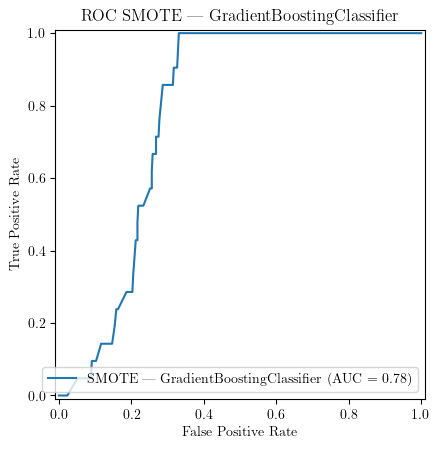 ROC SMOTE — GradientBoostingClassifier
1.0
0.8
0.6
0.4
0.2
0.0
True Positive Rate
SMOTE — GradientBoostingClassifier (AUC = 0.78)
0.0 0.2 0.4 0.6 0.8 1.0
False Positive Rate